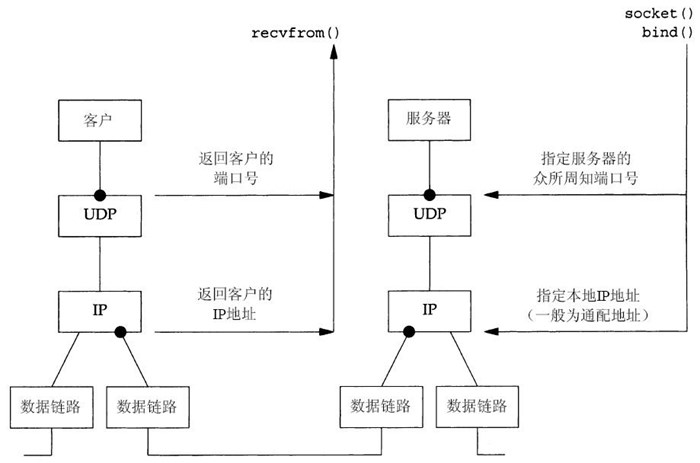 socket()
recvfrom()
bind()
客户
服务器
返回客户的
端口号
指定服务器的
众所周知端口号
UDP
UDP
返回客户的
IP地址
指定本地IP地址
（一般为通配地址）
IP
IP
数据链路
数据链路
数据链路
数据链路